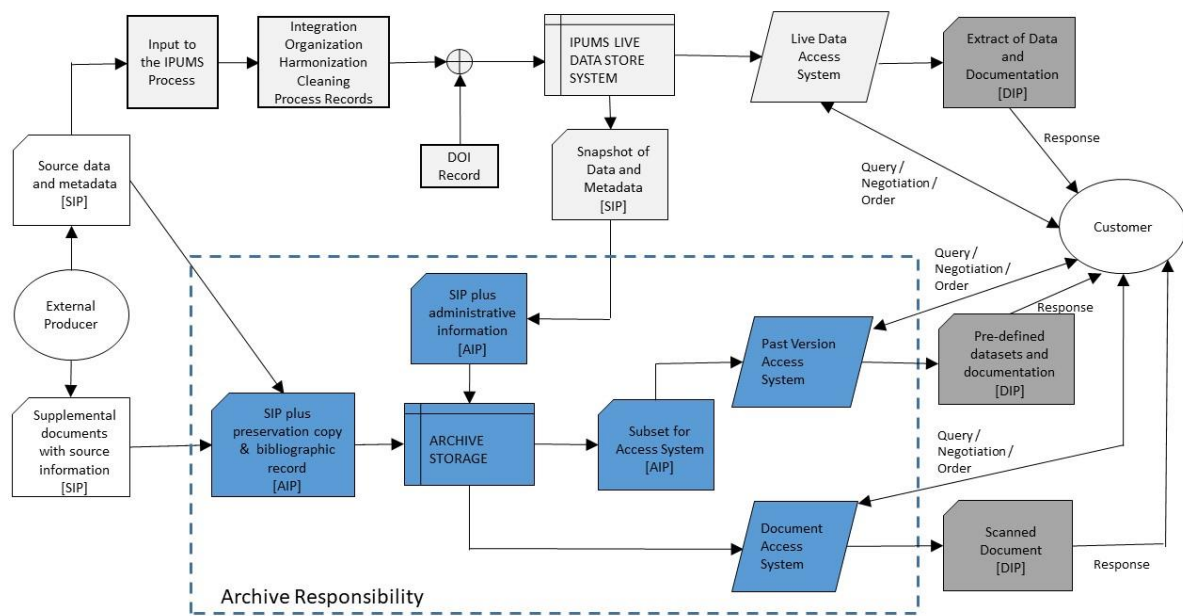 Input to
the IPUMS
Process
Integration
Organization
Harmonization
Cleaning
Process Records
IPUMS LIVE
DATA STORE
SYSTEM
Live Data
Access
System
Extract of Data
and
Documentation
[DIP]
Source data
and metadata
[SIP]
DOI
Record
Snapshot of
Data and
Metadata
[SIP]
Query /
Negotiation /
Order
Response
Customer
External
Producer
SIP plus
administrative
information
[AIP]
Query /
Negotiation /
Order
Response
Past Version
Access
System
Pre-defined
datasets and
documentation
[DIP]
Supplemental
documents
with source
information
[SIP]
SIP plus
preservation copy
& bibliographic
record
[AIP]
ARCHIVE
STORAGE
Subset for
Access System
[AIP]
Query /
Negotiation /
Order
Document
Access
System
Scanned
Document
[DIP]
Response
Archive Responsibility